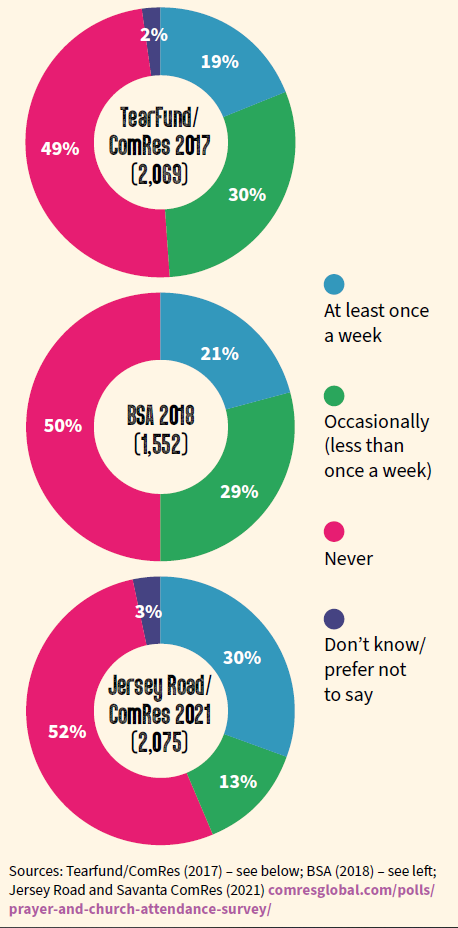 2%
19%
49%
30%
TearFund/
ComRes 2017
(2,069)
At least once
a week
Occasionally
(less than
once a week)
Never
Don’t know/
prefer not
to say
21%
50%
29%
BSA 2018
(1,552)
3%
30%
52%
13%
Jersey Road/
ComRes 2021
(2,075)
Sources: Tearfund/ComRes (2017) – see below; BSA (2018) – see left;
Jersey Road and Savanta ComRes (2021) comresglobal.com/polls/
prayer-and-church-attendance-survey/